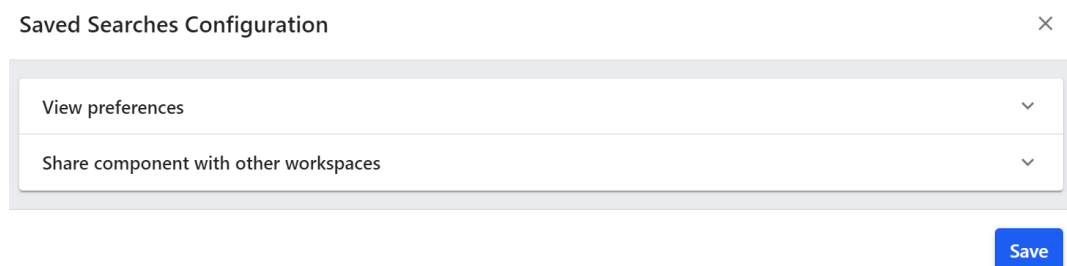 Saved Searches Configuration
View preferences
Share component with other workspaces
Save